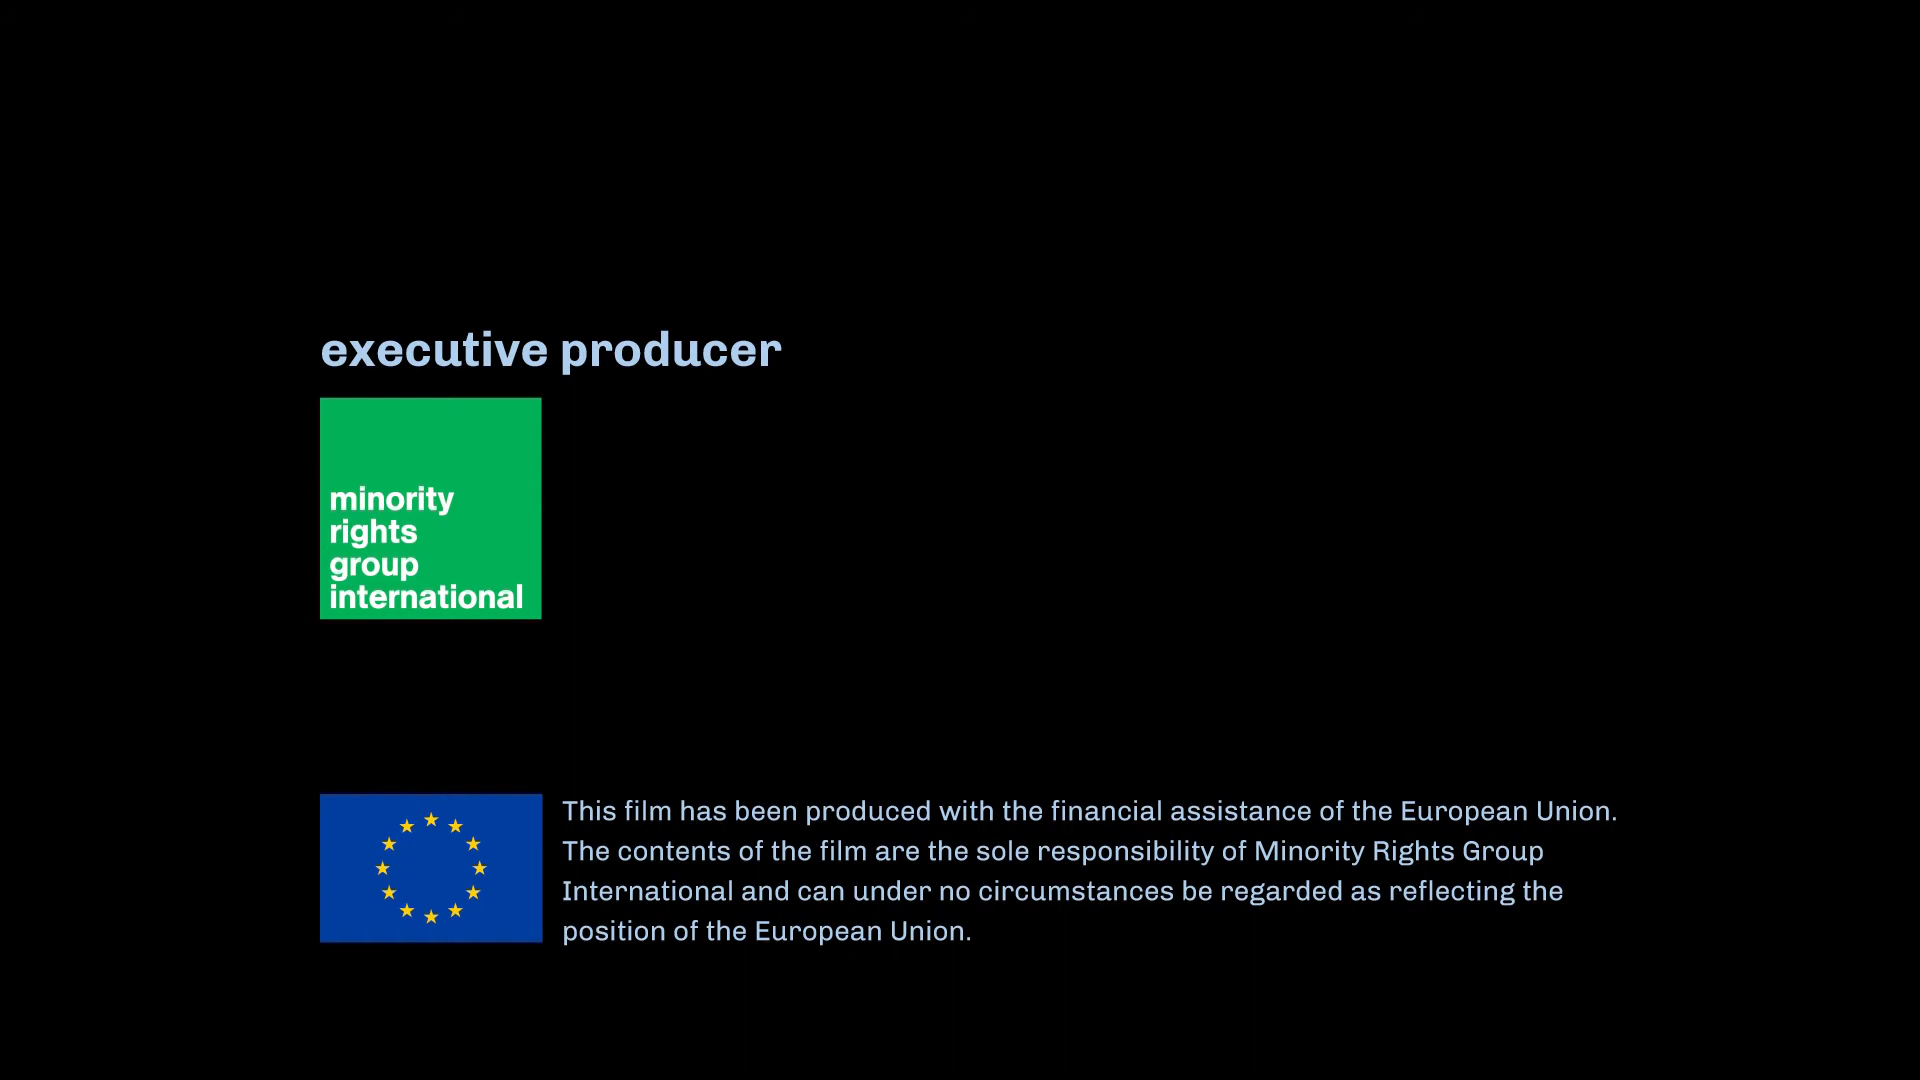 executive producer
minority
rights
group
international
This film has been produced with the financial assistance of the European Union.
The contents of the film are the sole responsibility of Minority Rights Group
International and can under no circumstances be regarded as reflecting the
position of the European Union.